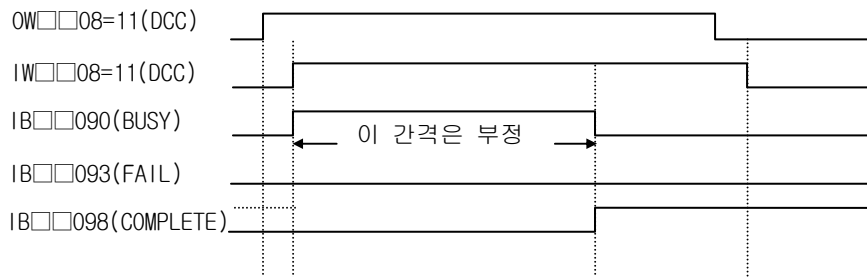 OW□□08=11(DCC)
IW□□08=11(DCC)
IB□□090(BUSY)
이 간격은 부정
IB□□093(FAIL)
IB□□098(COMPLETE)